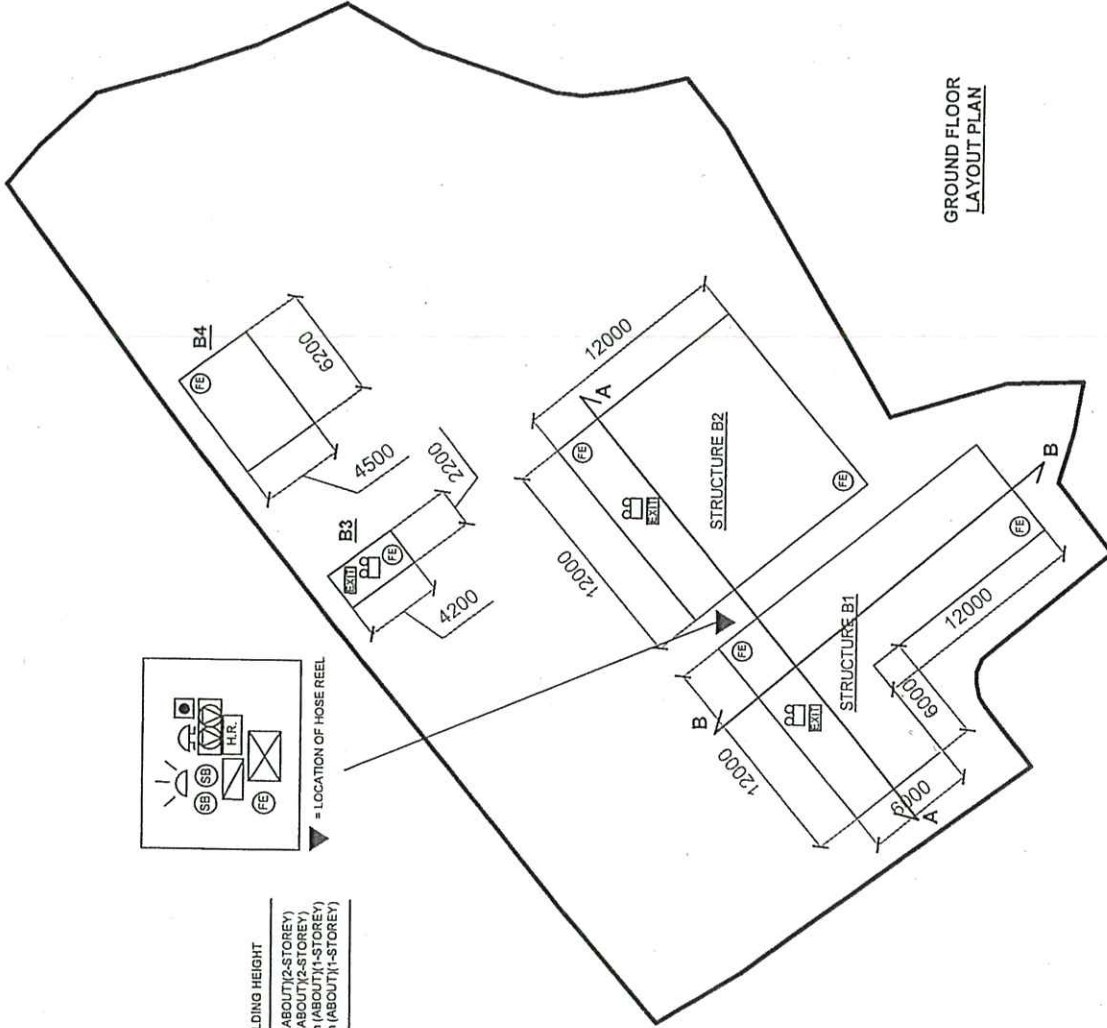 GROUND FLOOR
LAYOUT PLAN
B4
FE
6200
4500
2200
B3
EXIT
FE
4200
12000
A
FE
EXIT
STRUCTURE B2
FE
12000
B
FE
12000
STRUCTURE B1
FE
EXIT
B
12000
6000
6000
A
SB
SB
H.R.
FE
= LOCATION OF HOSE REEL
LDING HEIGHT
ABOUT)(2-STOREY)
ABOUT)(2-STOREY)
(ABOUT)(1-STOREY)
(ABOUT)(1-STOREY)